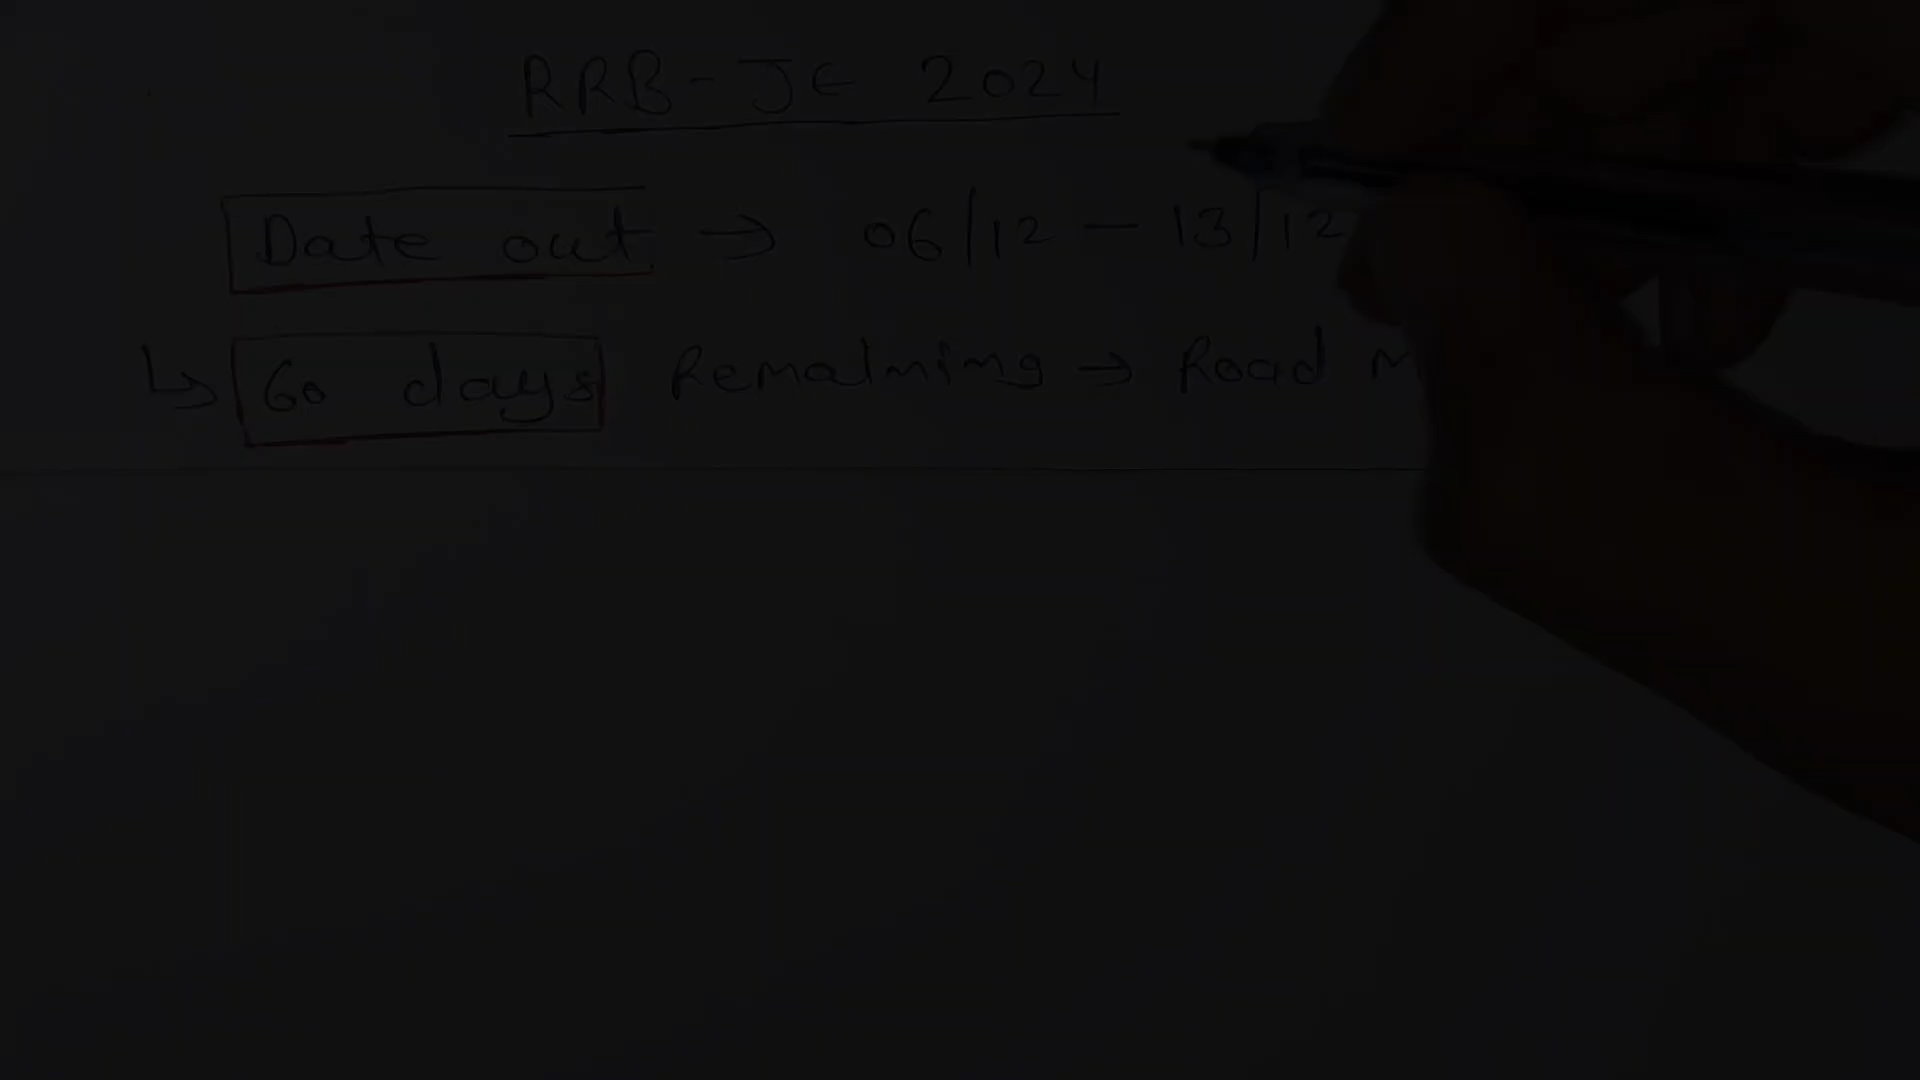 RRB-JE 2024
Date out → 06/12 - 13/12
↳ 60 days Remaining → Road